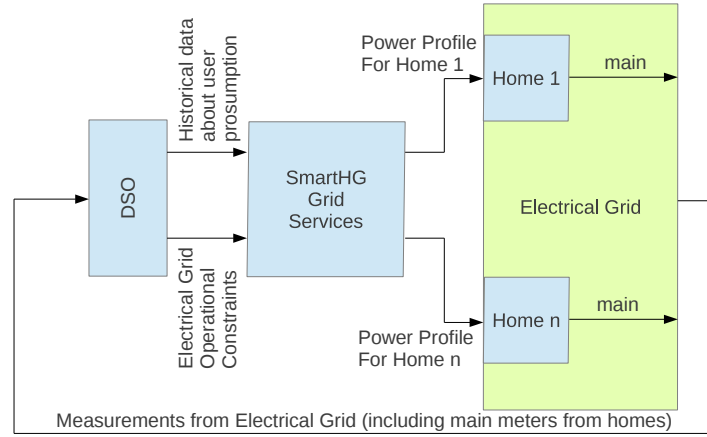 DSO
Historical data
about user
prosumption
Electrical Grid
Operational
Constraints
SmartHG
Grid
Services
Power Profile
For Home 1
Power Profile
For Home n
Home 1
main
Electrical Grid
Home n
main
Measurements from Electrical Grid (including main meters from homes)